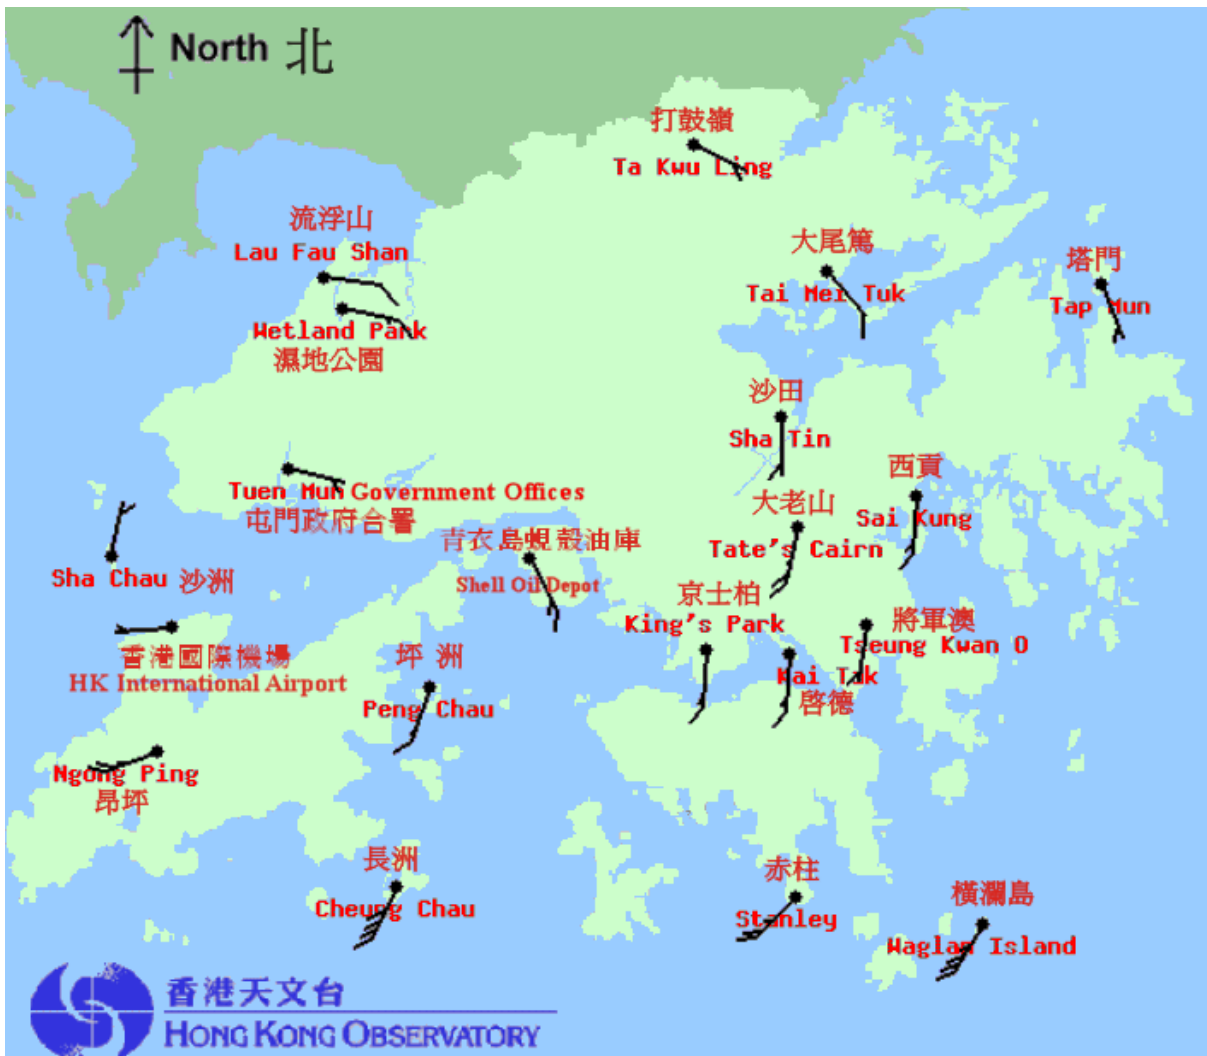 North 北
打鼓嶺
Ta Kwu Ling
流浮山
Lau Fau Shan
大尾篤
Tai Mei Tuk
塔門
Tap Mun
Wetland Park
濕地公園
沙田
Sha Tin
西貢
Sai Kung
Tuen Mun Government Offices
屯門政府合署
大老山
Tate's Cairn
青衣島蜆殼油庫
Shell Oil Depot
Sha Chau 沙洲
京士柏
King's Park
將軍澳
Tseung Kwan O
香港國際機場
HK International Airport
坪洲
Peng Chau
Kai Tak
啓德
Ngong Ping
昂坪
長洲
Cheung Chau
赤柱
Stanley
橫瀾島
Waglan Island
香港天文台
HONG KONG OBSERVATORY